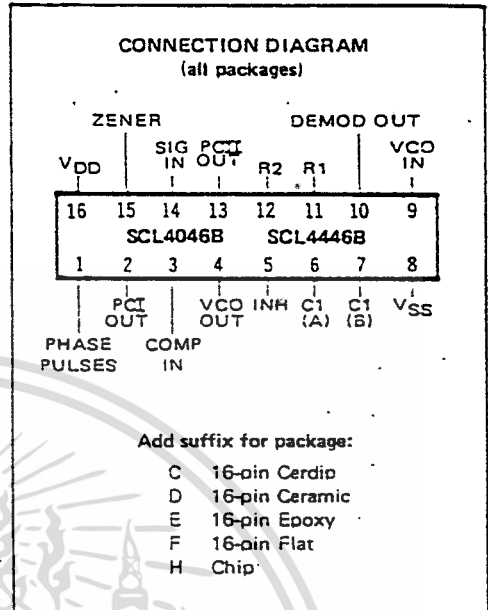 CONNECTION DIAGRAM
(all packages)
ZENER DEMOD OUT
VDD SIG IN PCII OUT R2 R1 VCO IN
16 15 14 13 12 11 10 9
SCL4046B SCL4446B
1 2 3 4 5 6 7 8
PCI OUT VCO OUT INH C1 (A) C1 (B) VSS
PHASE PULSES COMP IN
Add suffix for package:
C 16-pin Cerdip
D 16-pin Ceramic
E 16-pin Epoxy
F 16-pin Flat
H Chip